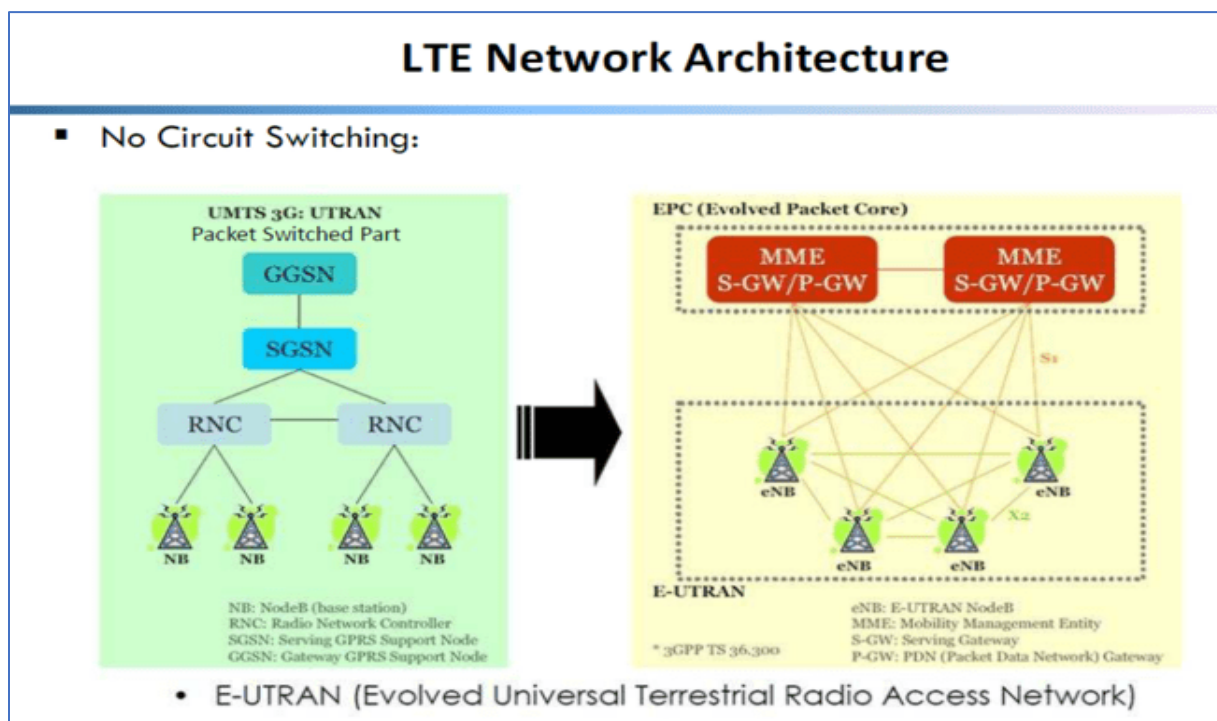 LTE Network Architecture
▪ No Circuit Switching:
UMTS 3G: UTRAN
Packet Switched Part
GGSN
SGSN
RNC
RNC
NB
NB
NB
NB
NB: NodeB (base station)
RNC: Radio Network Controller
SGSN: Serving GPRS Support Node
GGSN: Gateway GPRS Support Node
EPC (Evolved Packet Core)
MME
S-GW/P-GW
MME
S-GW/P-GW
S1
eNB
eNB
X2
eNB
eNB
E-UTRAN
* 3GPP TS 36.300
eNB: E-UTRAN NodeB
MME: Mobility Management Entity
S-GW: Serving Gateway
P-GW: PDN (Packet Data Network) Gateway
• E-UTRAN (Evolved Universal Terrestrial Radio Access Network)